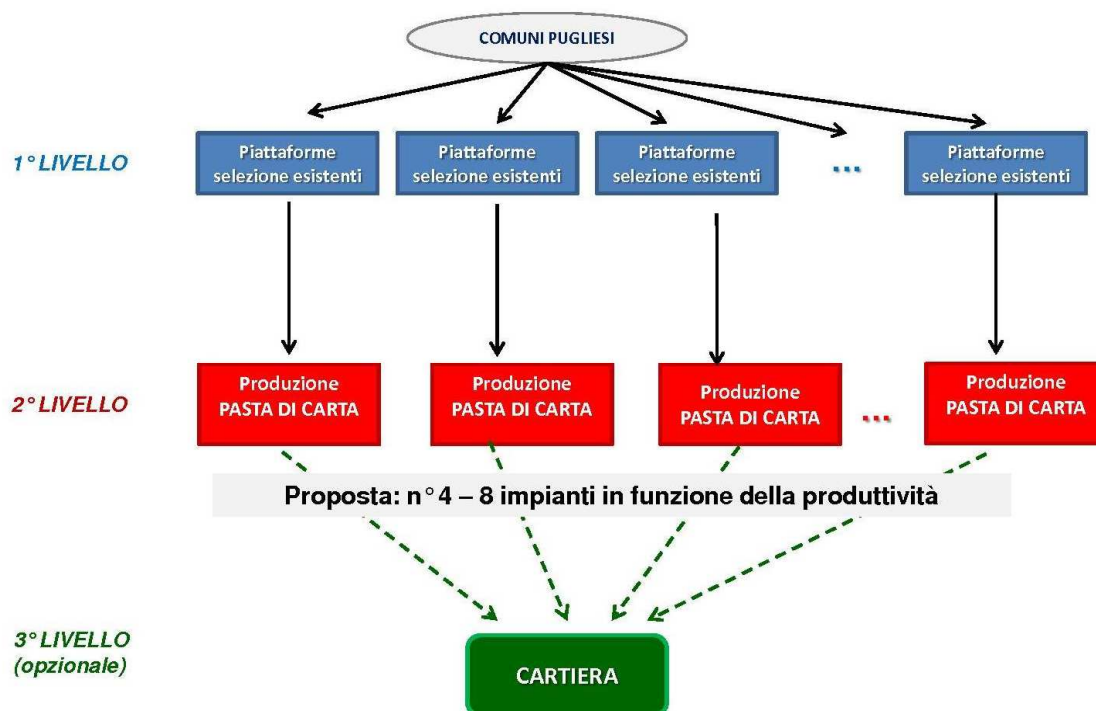 COMUNI PUGLIESI
1° LIVELLO
Piattaforme
selezione esistenti
Piattaforme
selezione esistenti
Piattaforme
selezione esistenti
...
Piattaforme
selezione esistenti
2° LIVELLO
Produzione
PASTA DI CARTA
Produzione
PASTA DI CARTA
Produzione
PASTA DI CARTA
...
Produzione
PASTA DI CARTA
Proposta: n°4 – 8 impianti in funzione della produttività
3° LIVELLO
(opzionale)
CARTIERA